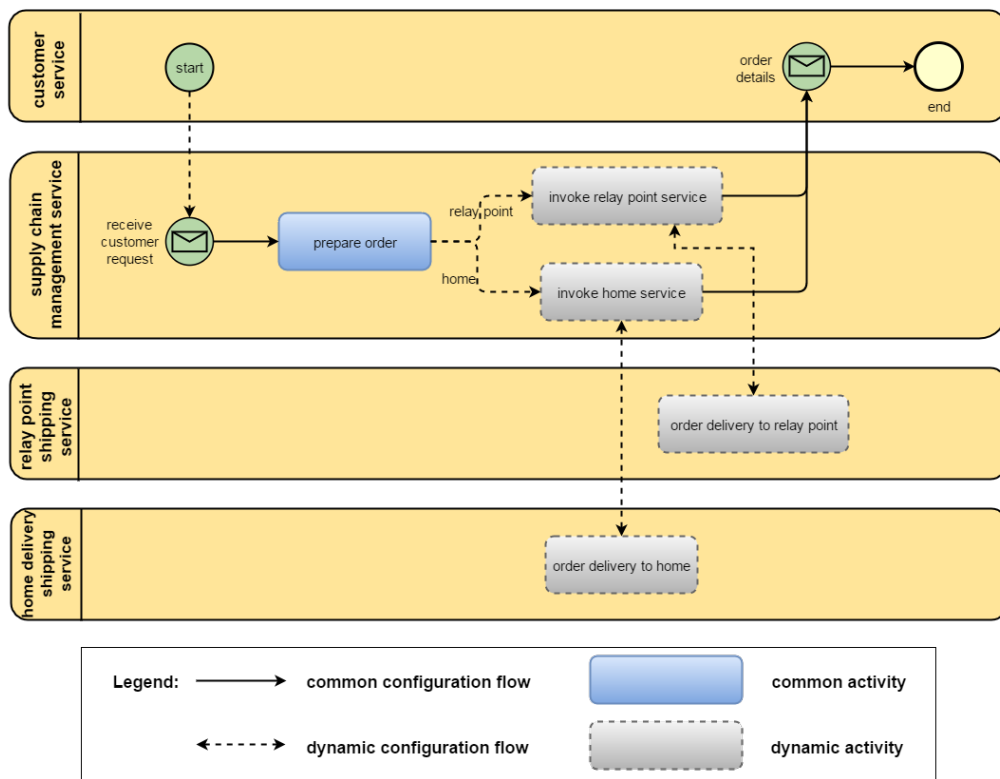 customer
service
start
order
details
end
supply chain
management service
receive
customer
request
prepare order
relay point
home
invoke relay point service
invoke home service
relay point
shipping
service
order delivery to relay point
home delivery
shipping
service
order delivery to home
Legend:
common configuration flow
common activity
dynamic configuration flow
dynamic activity